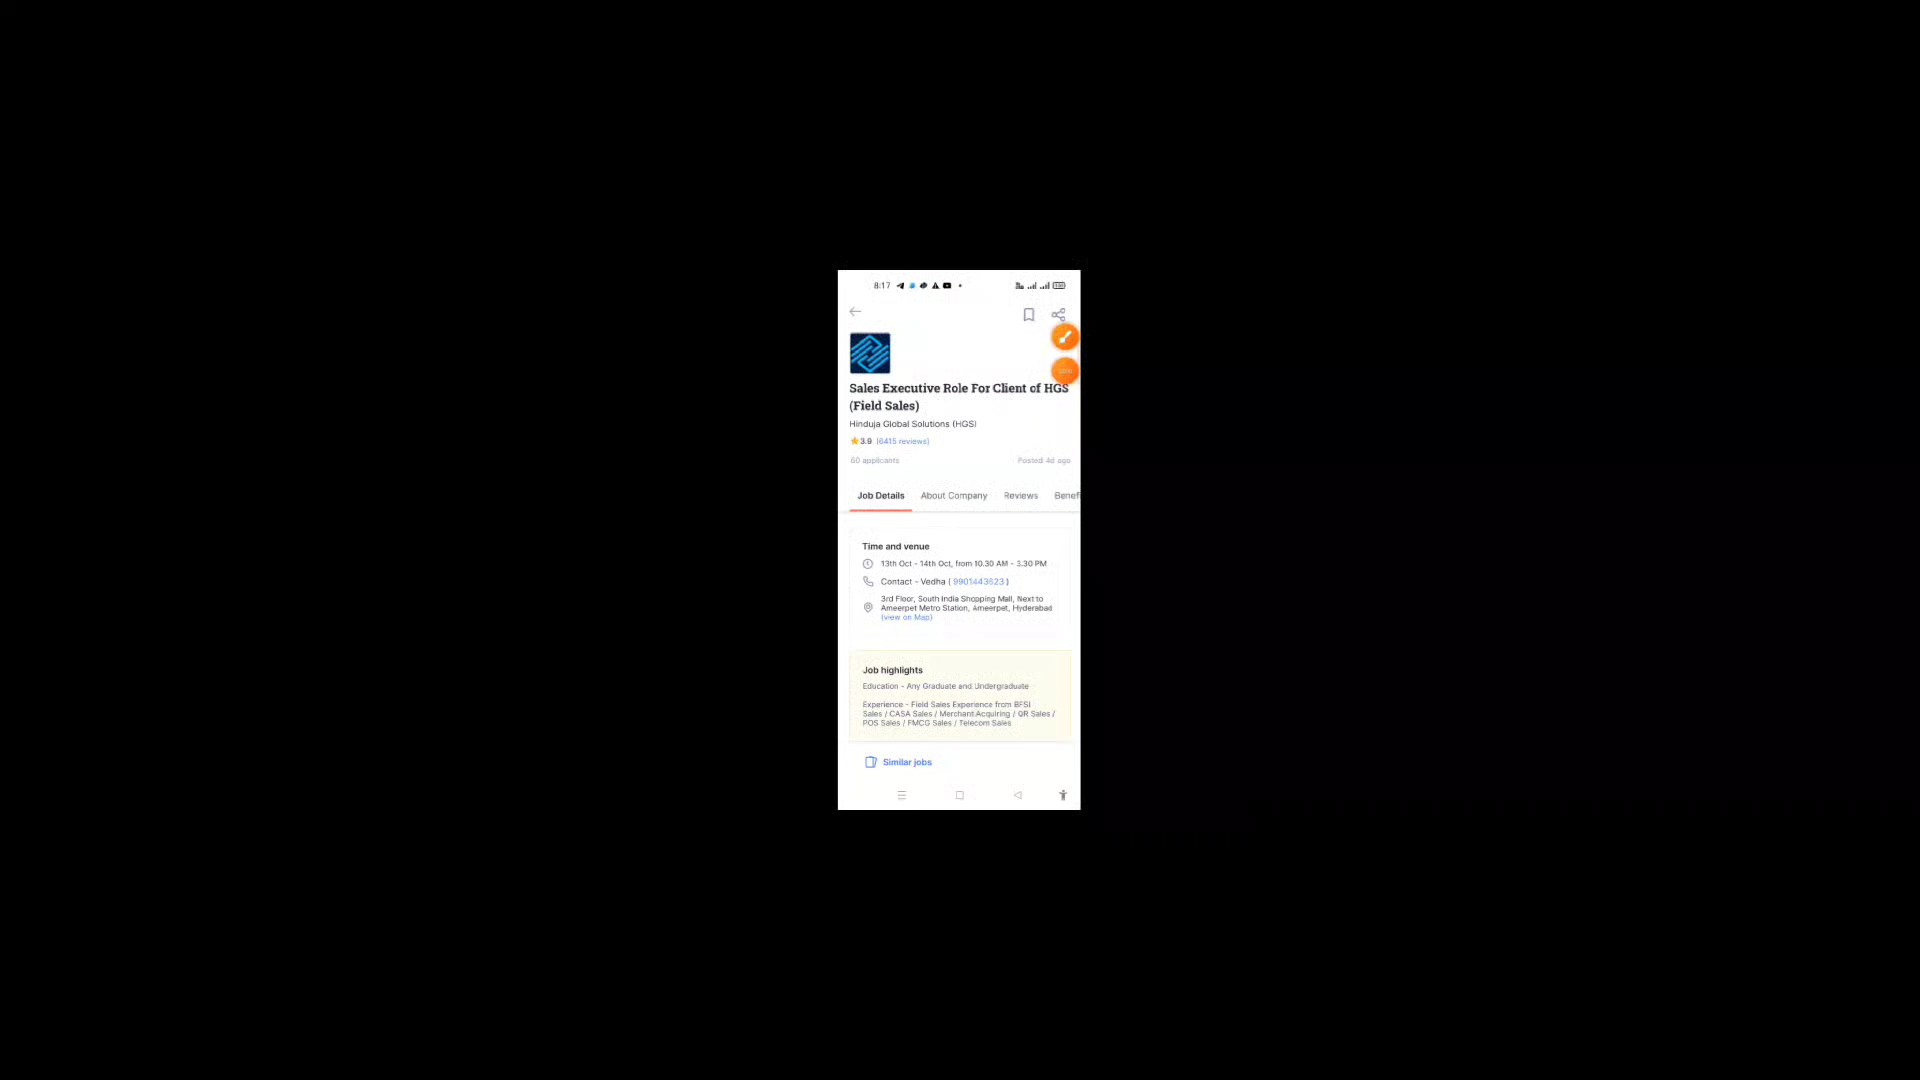 8:17
Sales Executive Role For Client of HGS
(Field Sales)
Hinduja Global Solutions (HGS)
3.9 (6415 reviews)
60 applicants
Posted 4d ago
Job Details About Company Reviews Benef
Time and venue
13th Oct - 14th Oct, from 10.30 AM - 3.30 PM
Contact - Vedha ( 9901443623 )
3rd Floor, South India Shopping Mall, Next to
Ameerpet Metro Station, Ameerpet, Hyderabad
(view on Map)
Job highlights
Education - Any Graduate and Undergraduate
Experience - Field Sales Experience from BFSI
Sales / CASA Sales / Merchant Acquiring / QR Sales /
POS Sales / FMCG Sales / Telecom Sales
Similar jobs